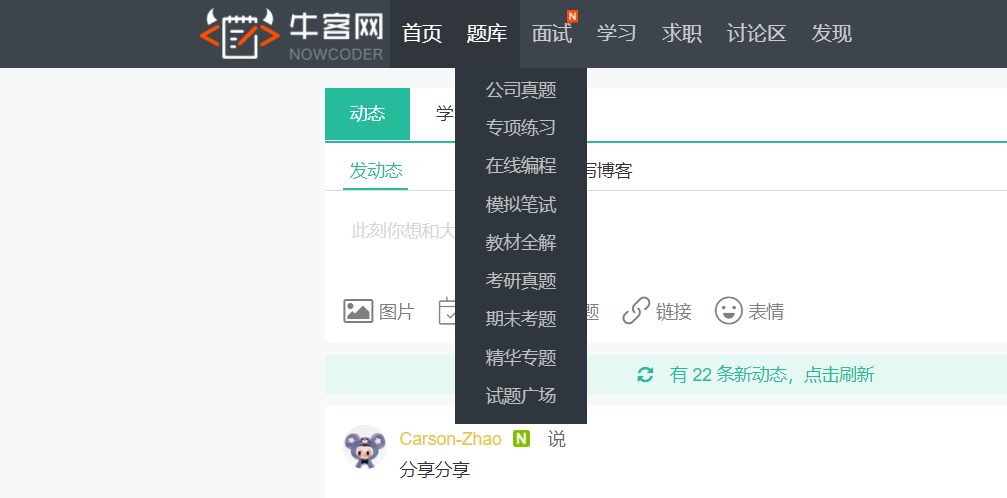 牛客网
NOWCODER
首页 题库 面试 N 学习 求职 讨论区 发现
公司真题
专项练习
在线编程
模拟笔试
教材全解
考研真题
期末考题
精华专题
试题广场
动态 学
发动态 写博客
此刻你想和大
图片 题 链接 表情
有 22 条新动态，点击刷新
Carson-Zhao N 说
分享分享